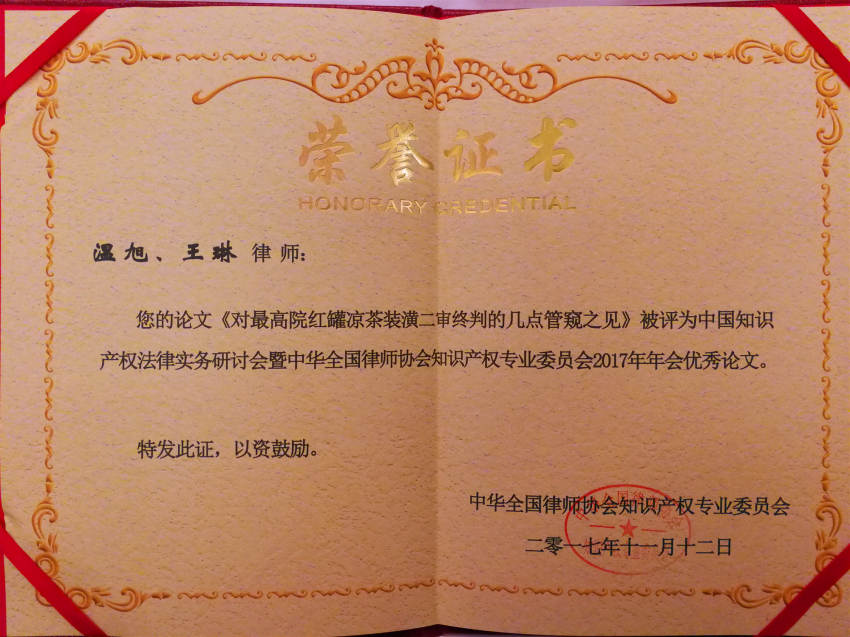 荣誉证书
HONORARY CREDENTIAL
温旭、王琳律师：
您的论文《对最高院红罐凉茶装潢二审终判的几点管窥之见》被评为中国知识
产权法律实务研讨会暨中华全国律师协会知识产权专业委员会2017年年会优秀论文。
特发此证，以资鼓励。
中华全国律师协会知识产权专业委员会
二零一七年十一月十二日